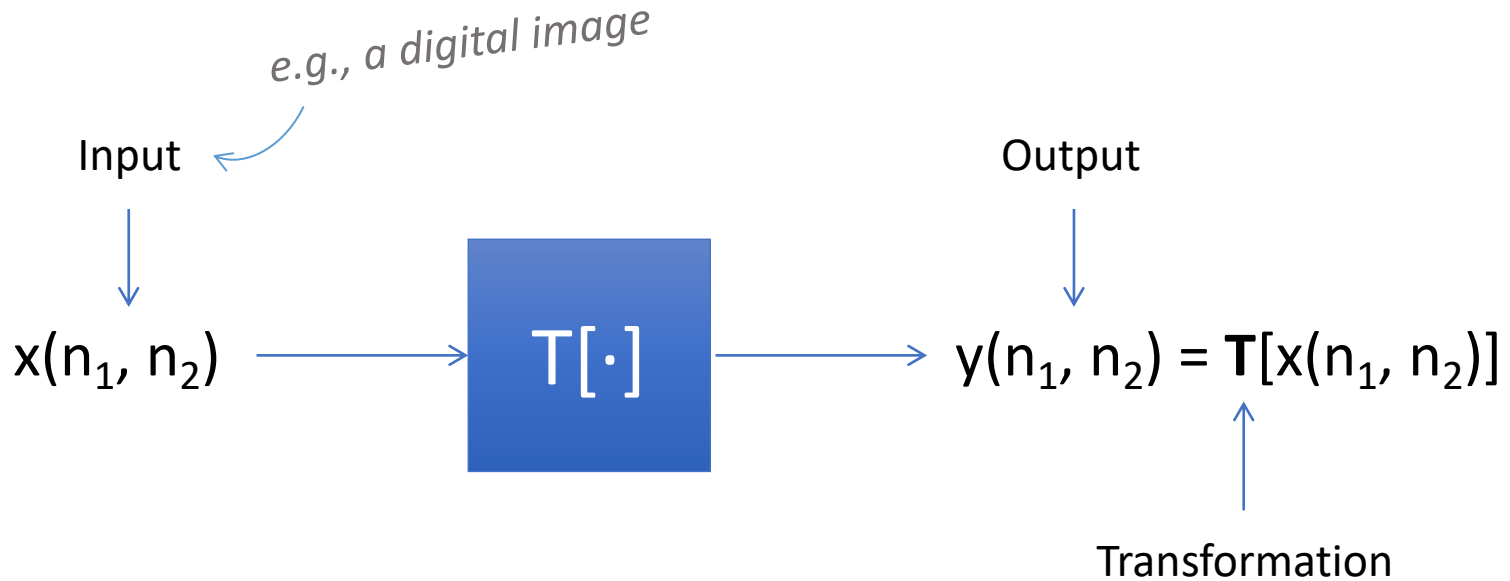 e.g., a digital image
Input
Output
x(n₁, n₂)
T[·]
y(n₁, n₂) = T[x(n₁, n₂)]
Transformation